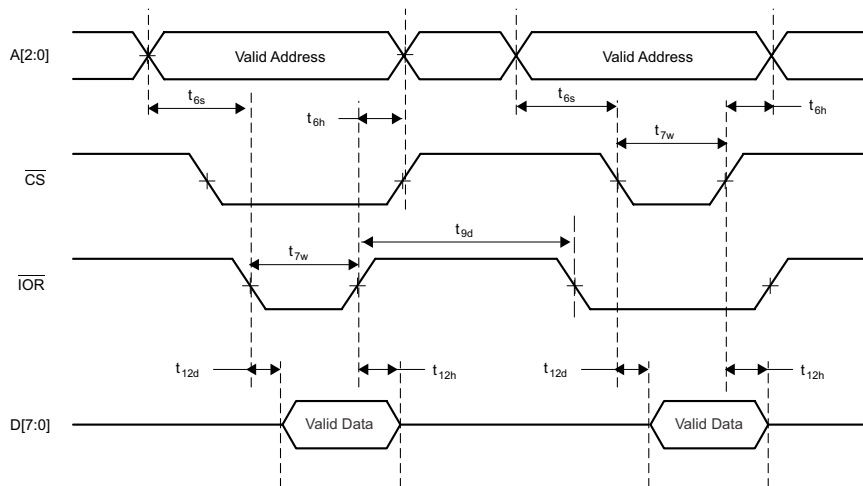 A[2:0] Valid Address Valid Address
t6s t6h t6s t6h
t7w
CS
t9d
t7w
IOR
t12d t12h t12d t12h
D[7:0] Valid Data Valid Data